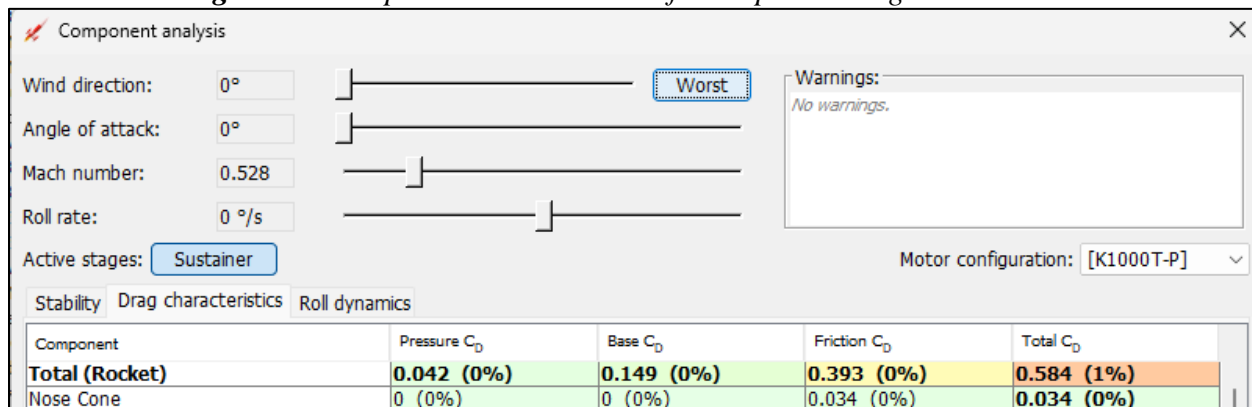 Component analysis
Wind direction: 0° Worst
Warnings:
No warnings.
Angle of attack: 0°
Mach number: 0.528
Roll rate: 0 °/s
Active stages: Sustainer
Motor configuration: [K1000T-P]
Stability Drag characteristics Roll dynamics
Component Pressure CD Base CD Friction CD Total CD
Total (Rocket) 0.042 (0%) 0.149 (0%) 0.393 (0%) 0.584 (1%)
Nose Cone 0 (0%) 0 (0%) 0.034 (0%) 0.034 (0%)